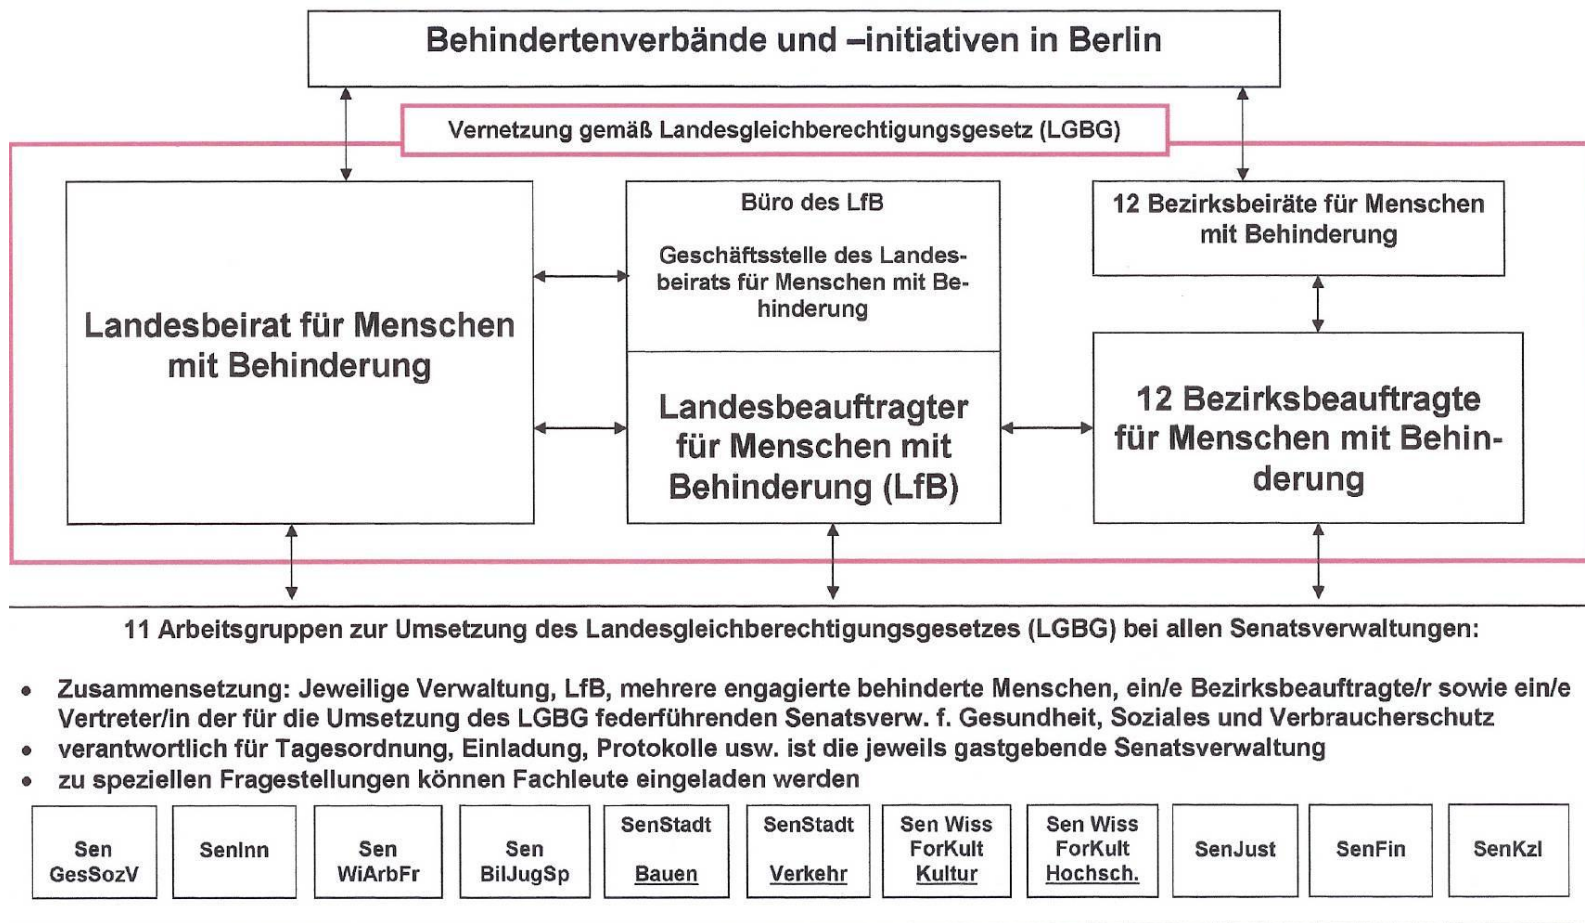 Behindertenverbände und –initiativen in Berlin
Vernetzung gemäß Landesgleichberechtigungsgesetz (LGBG)
Landesbeirat für Menschen
mit Behinderung
Büro des LfB
Geschäftsstelle des Landes-
beirats für Menschen mit Be-
hinderung
Landesbeauftragter
für Menschen mit
Behinderung (LfB)
12 Bezirksbeiräte für Menschen
mit Behinderung
12 Bezirksbeauftragte
für Menschen mit Behin-
derung
11 Arbeitsgruppen zur Umsetzung des Landesgleichberechtigungsgesetzes (LGBG) bei allen Senatsverwaltungen:
• Zusammensetzung: Jeweilige Verwaltung, LfB, mehrere engagierte behinderte Menschen, ein/e Bezirksbeauftragte/r sowie ein/e
Vertreter/in der für die Umsetzung des LGBG federführenden Senatsverw. f. Gesundheit, Soziales und Verbraucherschutz
• verantwortlich für Tagesordnung, Einladung, Protokolle usw. ist die jeweils gastgebende Senatsverwaltung
• zu speziellen Fragestellungen können Fachleute eingeladen werden
Sen
GesSozV
SenInn
Sen
WiArbFr
Sen
BilJugSp
SenStadt
Bauen
SenStadt
Verkehr
Sen Wiss
ForKult
Kultur
Sen Wiss
ForKult
Hochsch.
SenJust
SenFin
SenKzl